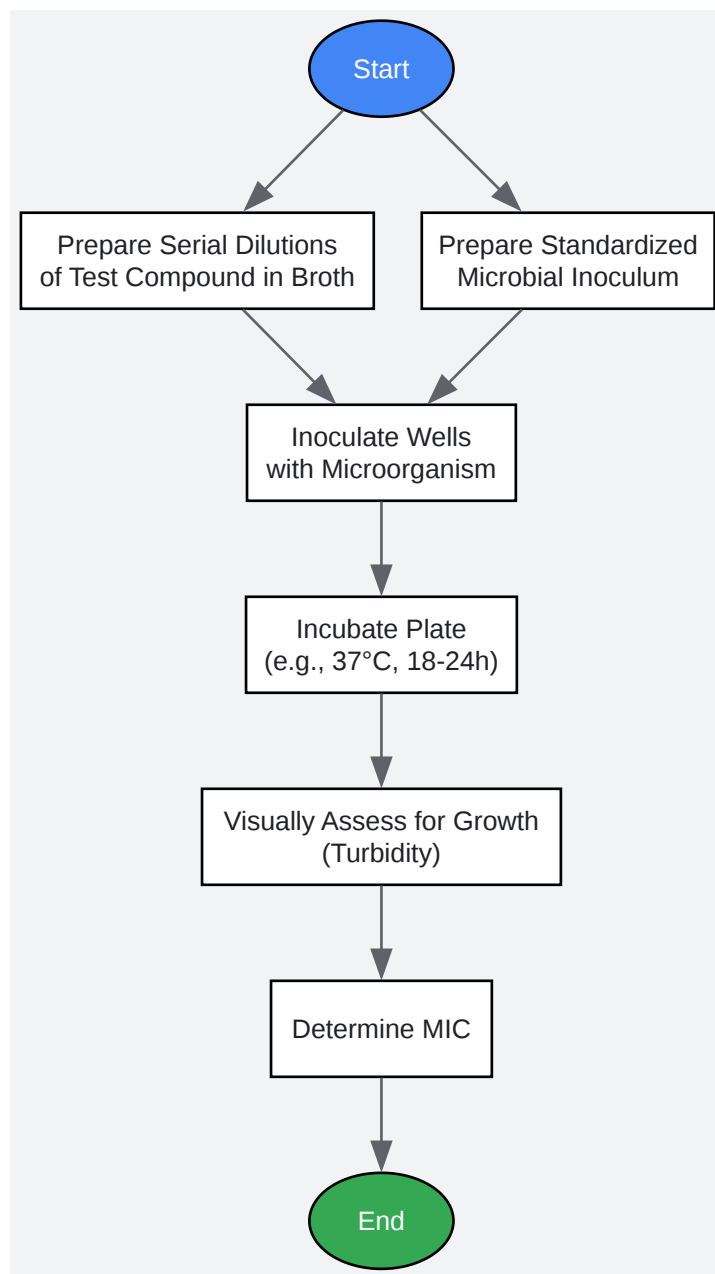 Start
Prepare Serial Dilutions
of Test Compound in Broth
Prepare Standardized
Microbial Inoculum
Inoculate Wells
with Microorganism
Incubate Plate
(e.g., 37°C, 18-24h)
Visually Assess for Growth
(Turbidity)
Determine MIC
End